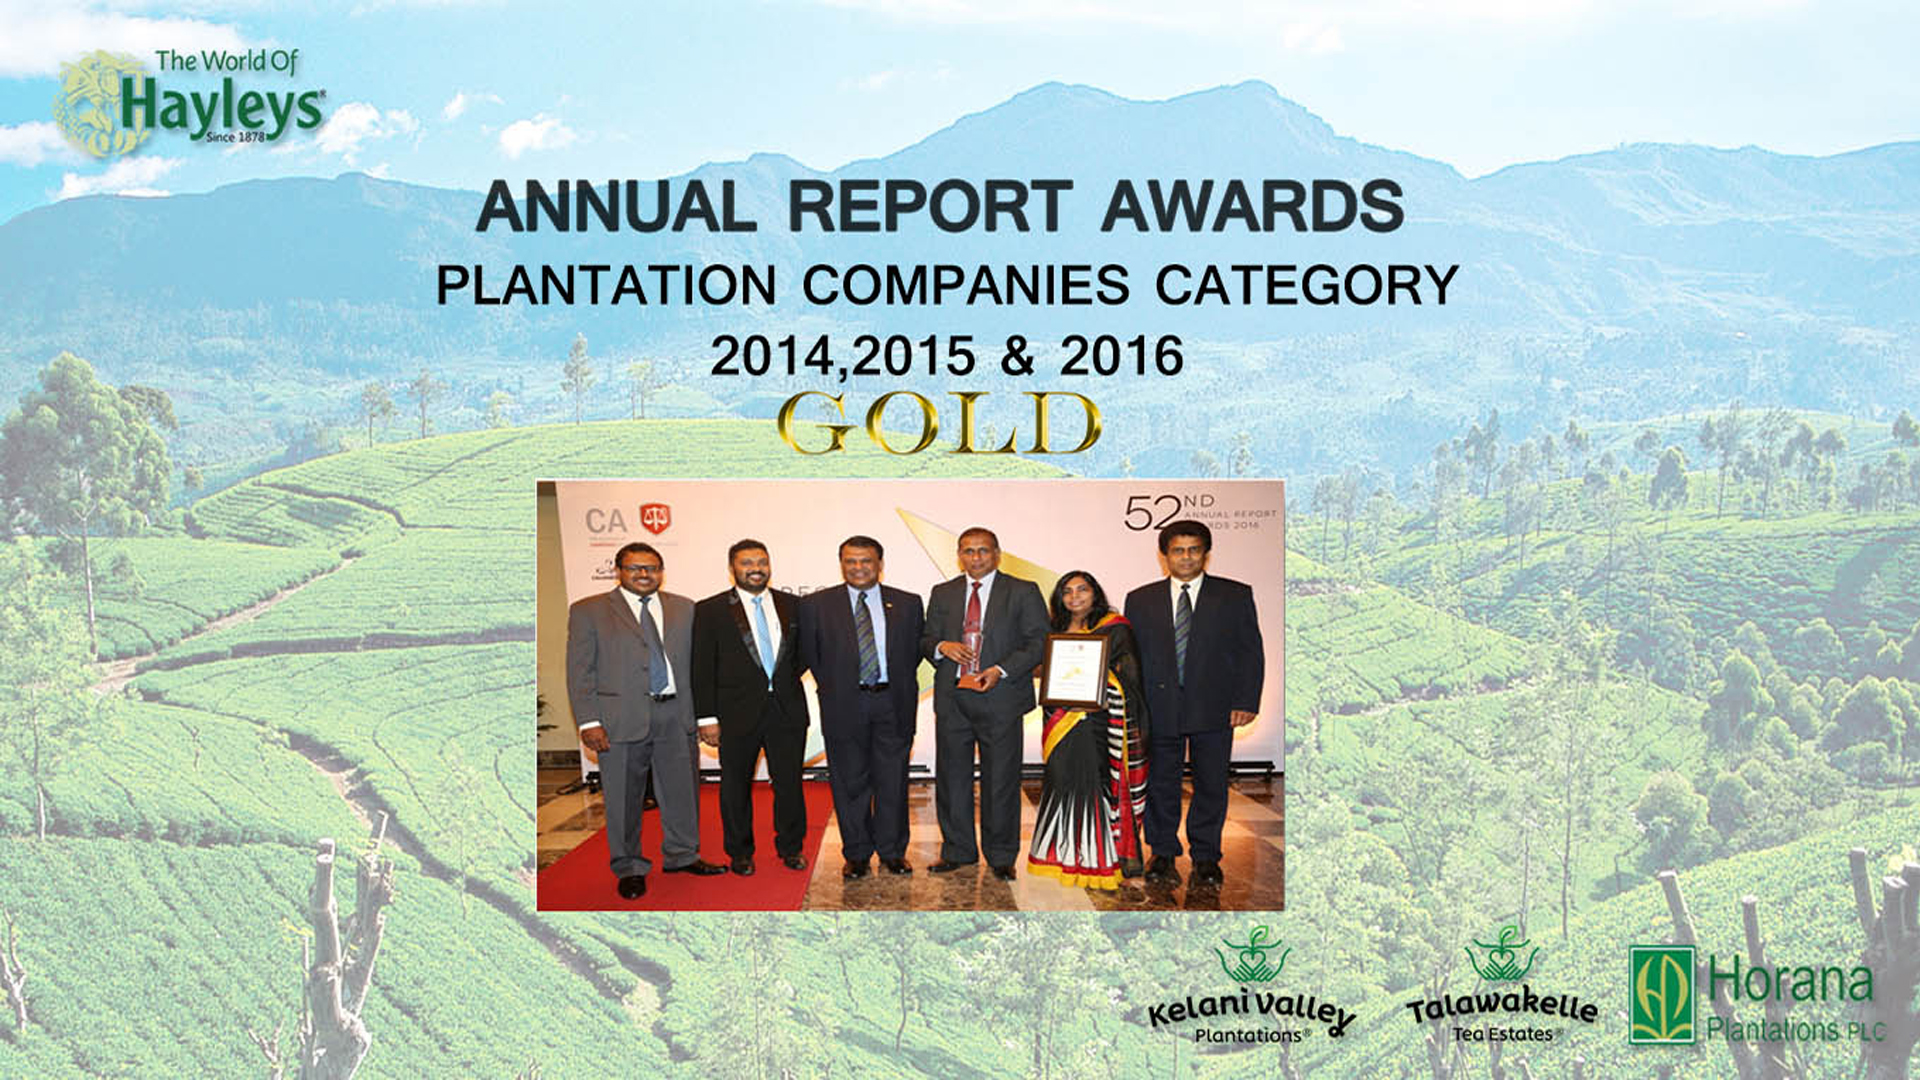 The World Of
Hayleys®
Since 1878
ANNUAL REPORT AWARDS
PLANTATION COMPANIES CATEGORY
2014,2015 & 2016
GOLD
CA
52ND
ANNUAL REPORT
2016
Kelani Valley
Plantations®
Talawakelle
Tea Estates®
Horana
Plantations PLC